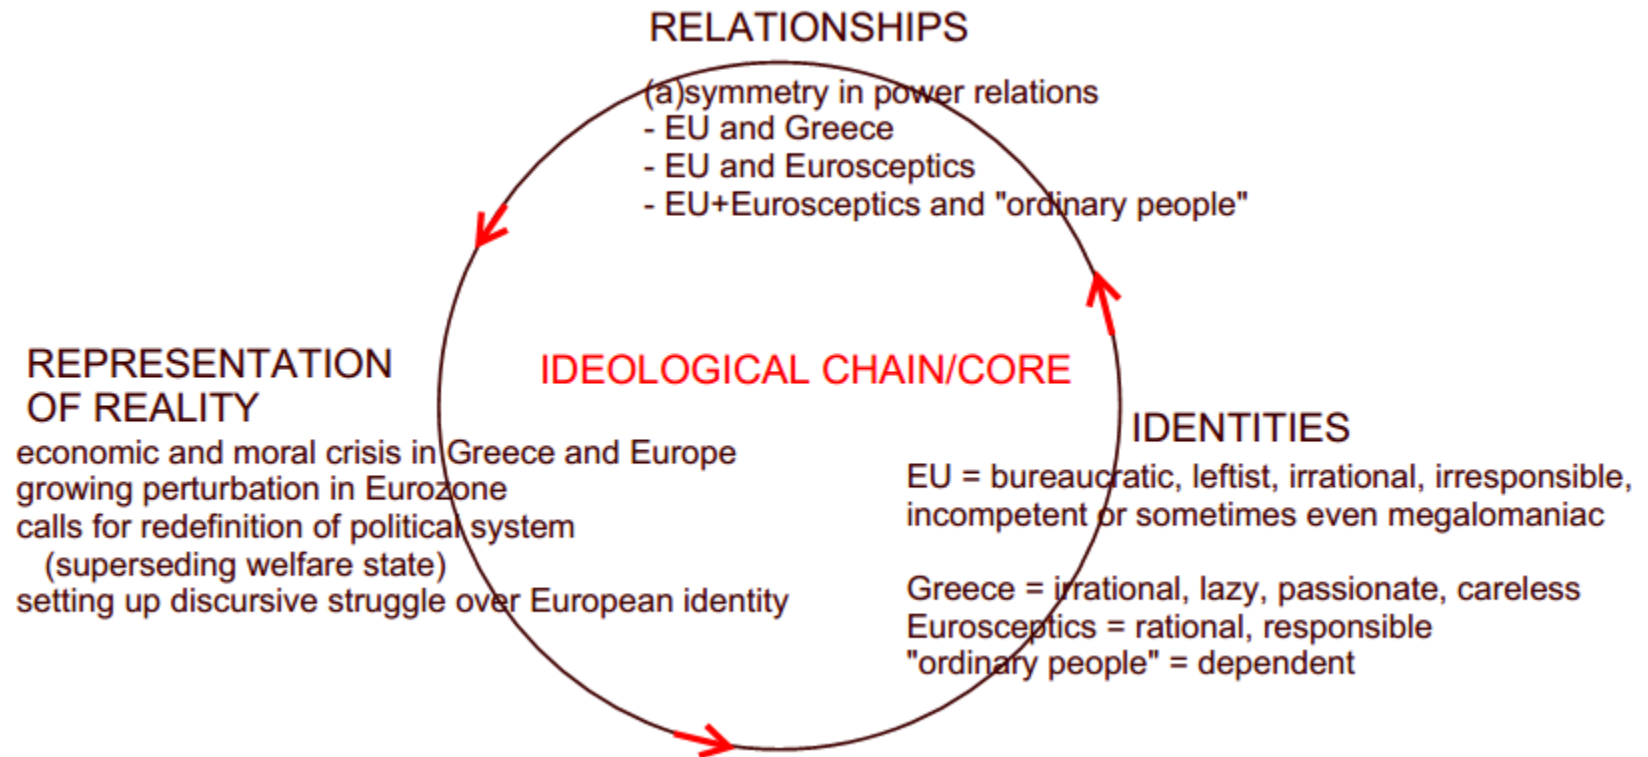 RELATIONSHIPS
(a)symmetry in power relations
- EU and Greece
- EU and Eurosceptics
- EU+Eurosceptics and "ordinary people"
REPRESENTATION
OF REALITY
economic and moral crisis in Greece and Europe
growing perturbation in Eurozone
calls for redefinition of political system
(superseding welfare state)
setting up discursive struggle over European identity
IDEOLOGICAL CHAIN/CORE
IDENTITIES
EU = bureaucratic, leftist, irrational, irresponsible,
incompetent or sometimes even megalomaniac
Greece = irrational, lazy, passionate, careless
Eurosceptics = rational, responsible
"ordinary people" = dependent